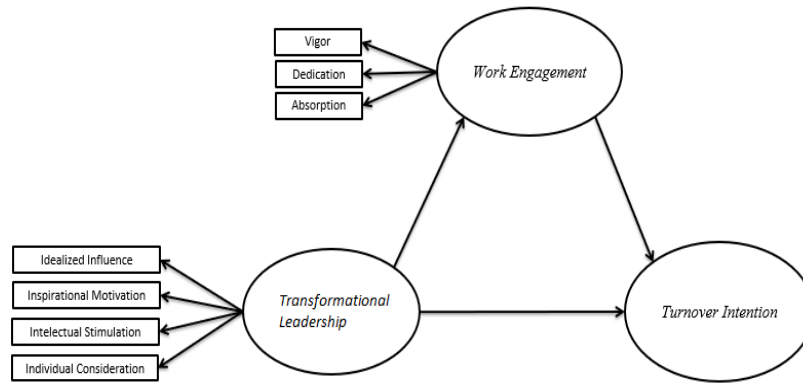 Vigor
Dedication
Absorption
Work Engagement
Idealized Influence
Inspirational Motivation
Intelectual Stimulation
Individual Consideration
Transformational
Leadership
Turnover Intention